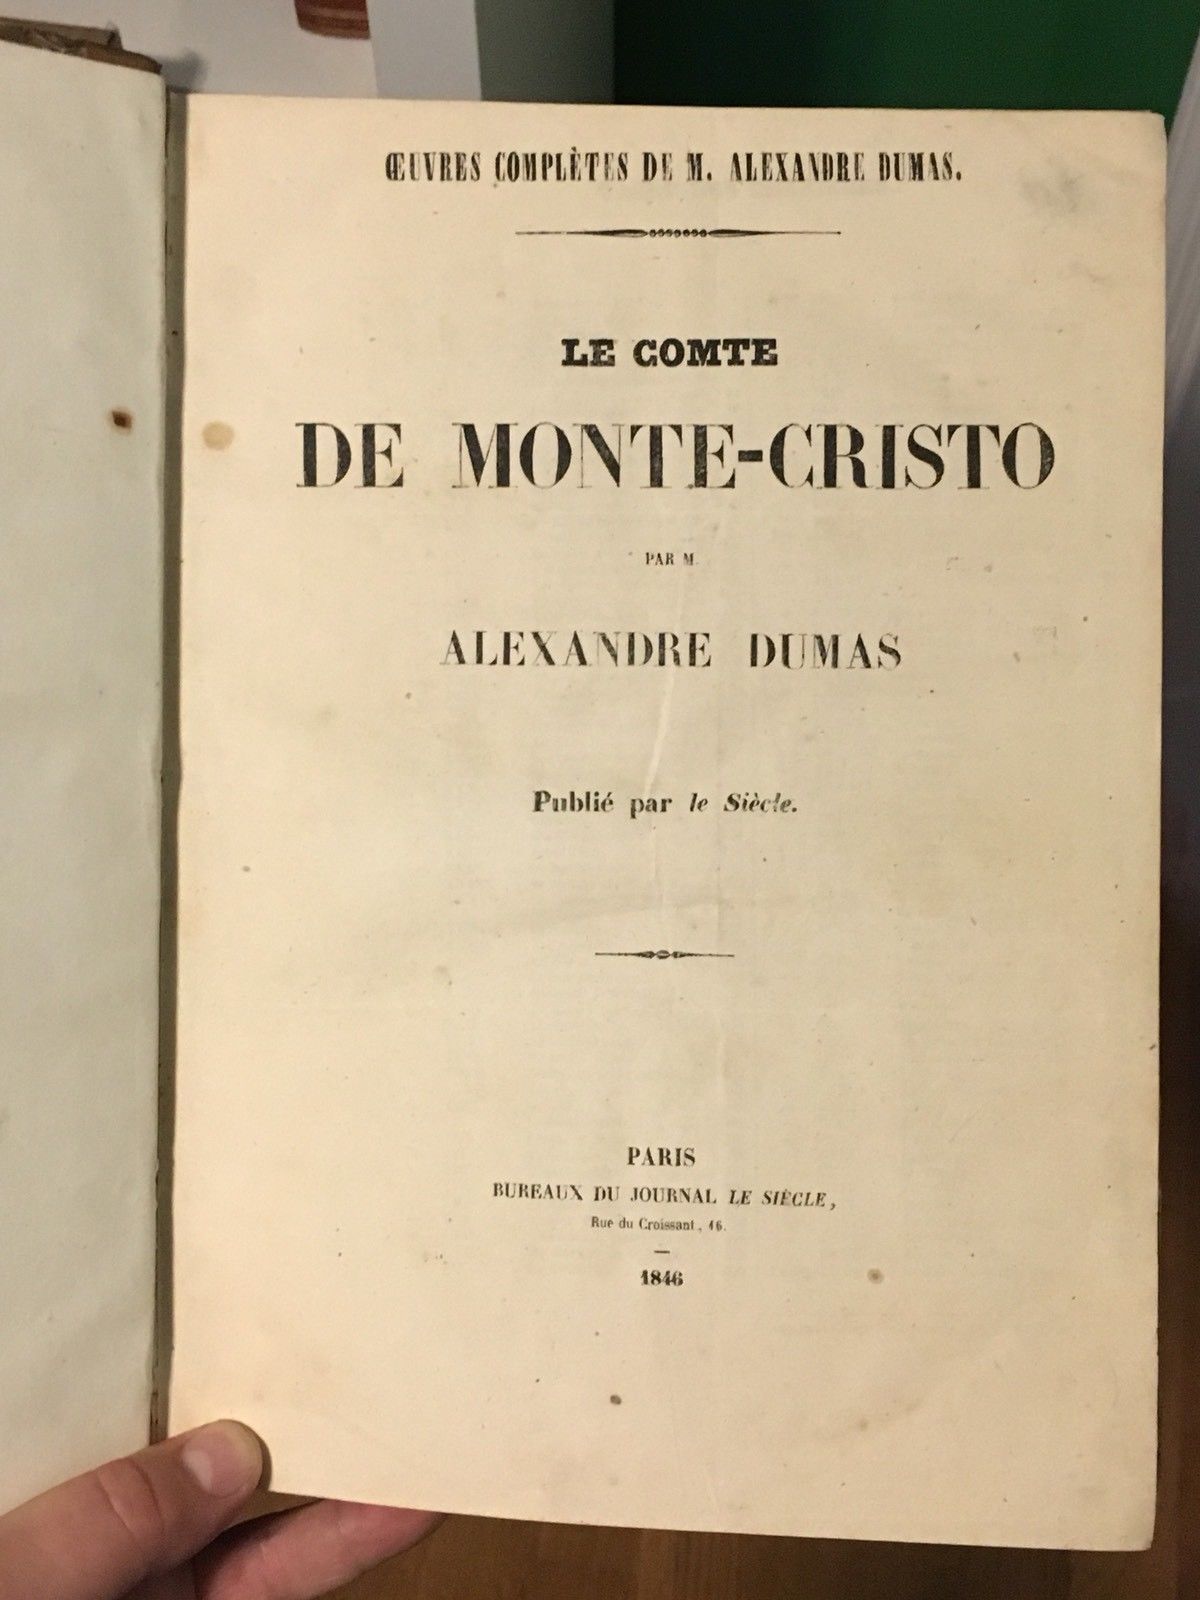 ŒUVRES COMPLÈTES DE M. ALEXANDRE DUMAS.
LE COMTE
DE MONTE-CRISTO
PAR M.
ALEXANDRE DUMAS
Publié par le Siècle.
PARIS
BUREAUX DU JOURNAL LE SIÈCLE,
Rue du Croissant, 16.
1846